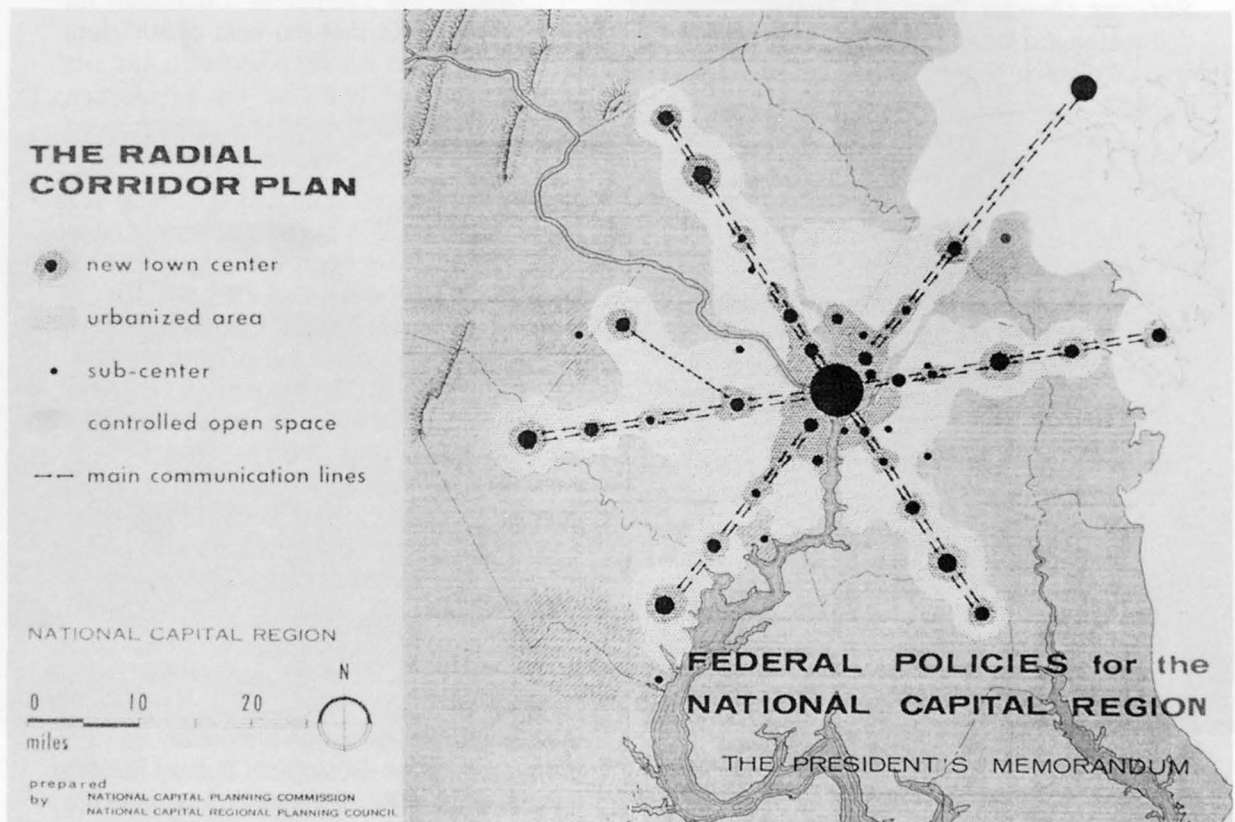 THE RADIAL
CORRIDOR PLAN
new town center
urbanized area
sub-center
controlled open space
main communication lines
NATIONAL CAPITAL REGION
N
0 10 20
miles
prepared
by NATIONAL CAPITAL PLANNING COMMISSION
NATIONAL CAPITAL REGIONAL PLANNING COUNCIL
FEDERAL POLICIES for the
NATIONAL CAPITAL REGION
THE PRESIDENT'S MEMORANDUM